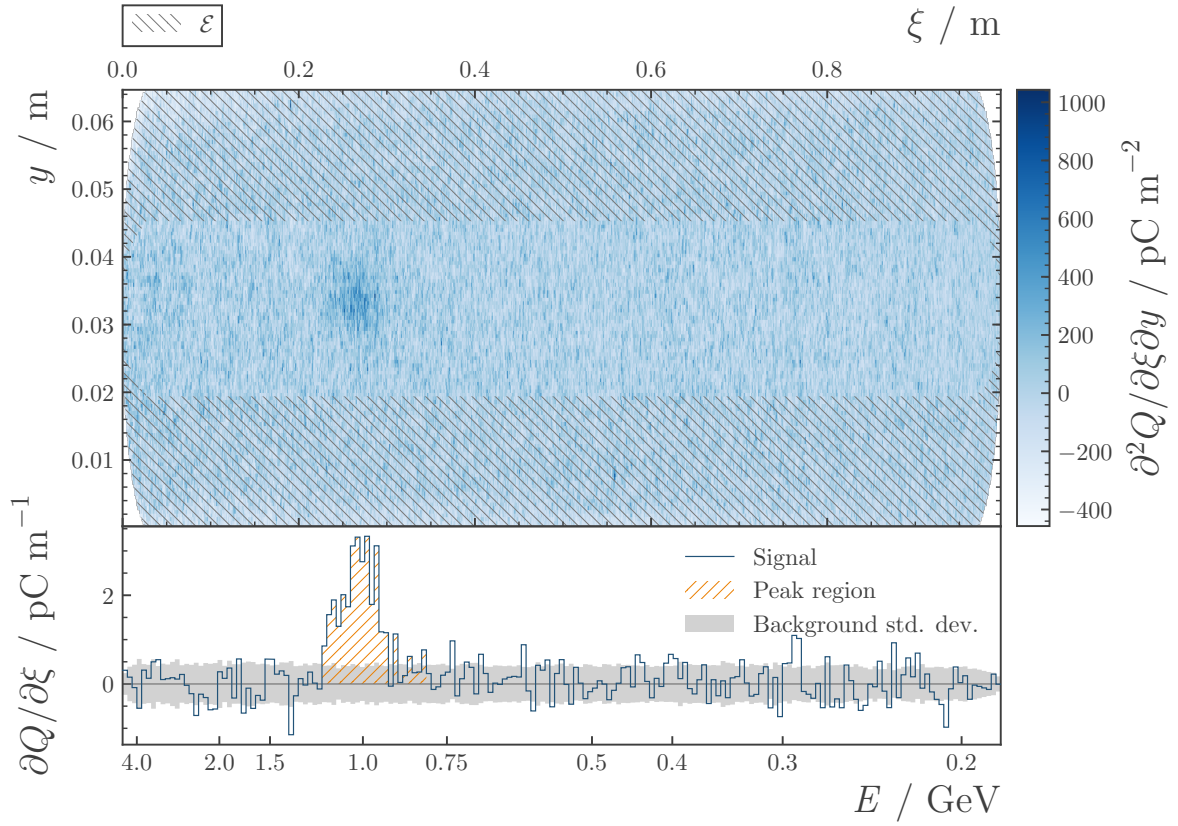 ℰ
ξ / m
0.0 0.2 0.4 0.6 0.8
y / m
0.06
0.05
0.04
0.03
0.02
0.01
1000
800
600
400
200
0
−200
−400
∂²Q/∂ξ∂y / pC m⁻²
∂Q/∂ξ / pC m⁻¹
2
0
Signal
Peak region
Background std. dev.
4.0 2.0 1.5 1.0 0.75 0.5 0.4 0.3 0.2
E / GeV